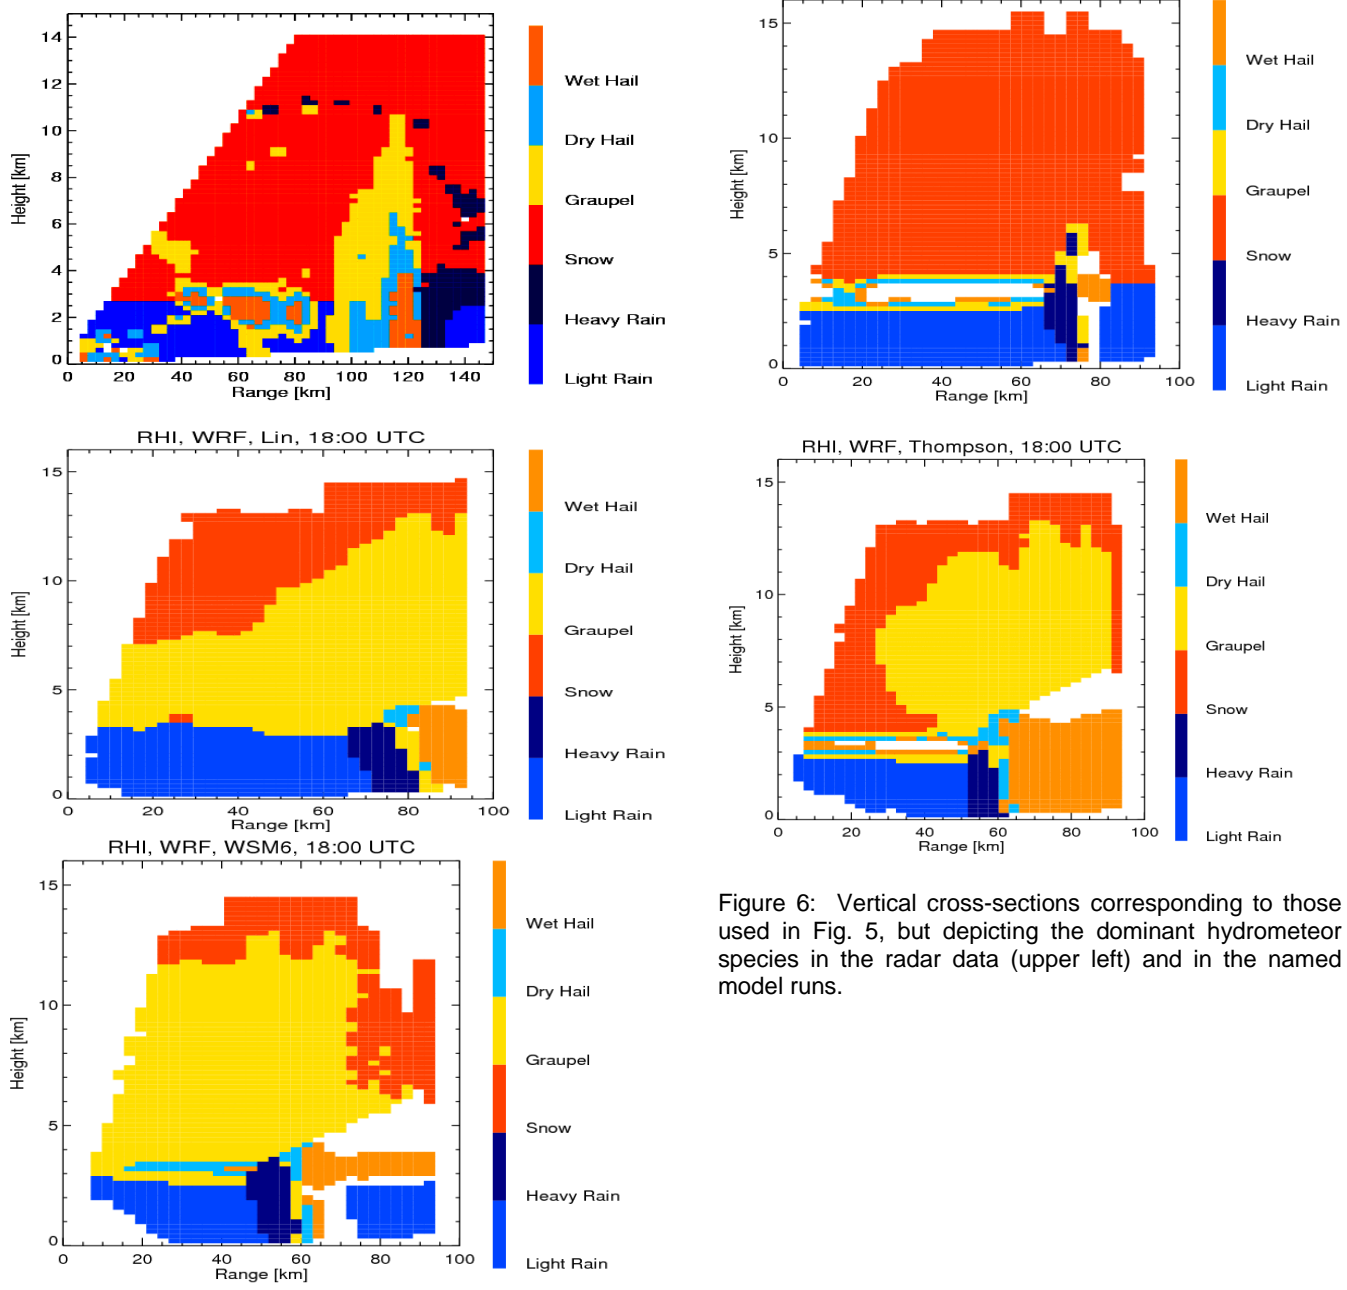 14
12
10
8
6
4
2
0
Height [km]
0 20 40 60 80 100 120 140
Range [km]
Wet Hail
Dry Hail
Graupel
Snow
Heavy Rain
Light Rain
15
10
5
0
Height [km]
0 20 40 60 80 100
Range [km]
Wet Hail
Dry Hail
Graupel
Snow
Heavy Rain
Light Rain
RHI, WRF, Lin, 18:00 UTC
15
10
5
0
Height [km]
0 20 40 60 80 100
Range [km]
Wet Hail
Dry Hail
Graupel
Snow
Heavy Rain
Light Rain
RHI, WRF, Thompson, 18:00 UTC
15
10
5
0
Height [km]
0 20 40 60 80 100
Range [km]
Wet Hail
Dry Hail
Graupel
Snow
Heavy Rain
Light Rain
RHI, WRF, WSM6, 18:00 UTC
15
10
5
0
Height [km]
0 20 40 60 80 100
Range [km]
Wet Hail
Dry Hail
Graupel
Snow
Heavy Rain
Light Rain
Figure 6: Vertical cross-sections corresponding to those
used in Fig. 5, but depicting the dominant hydrometeor
species in the radar data (upper left) and in the named
model runs.